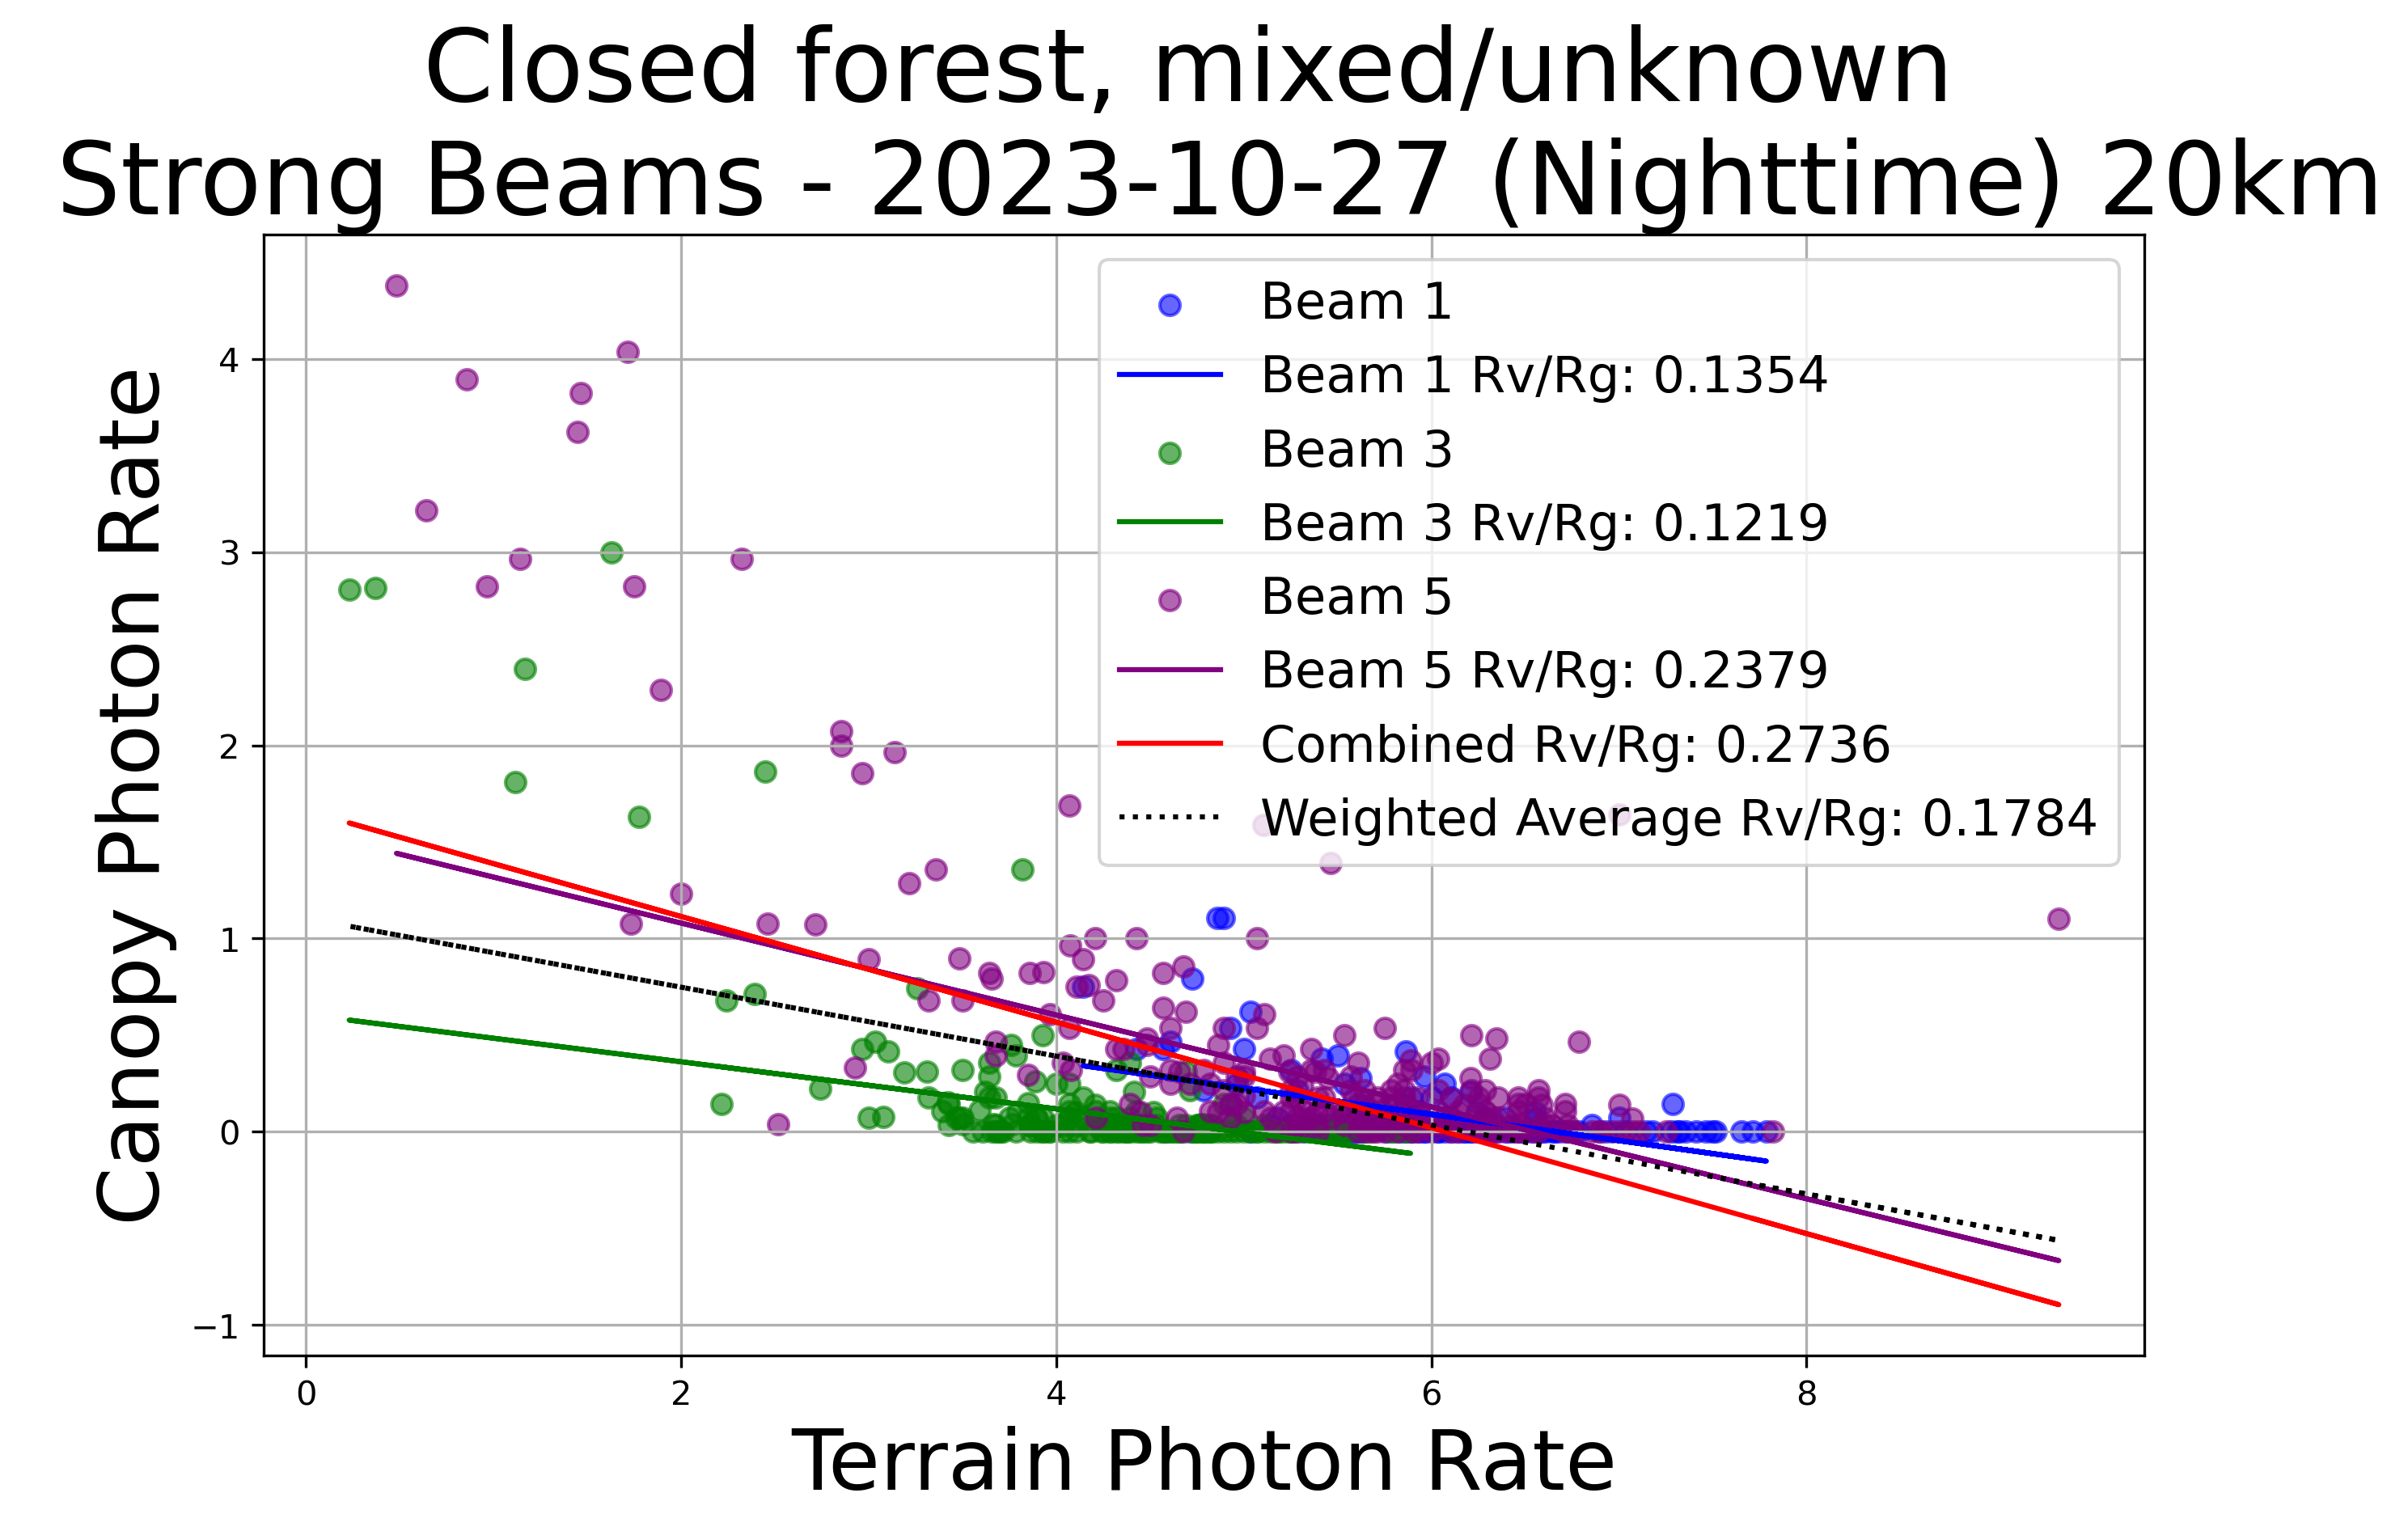 Closed forest, mixed/unknown
Strong Beams - 2023-10-27 (Nighttime) 20km
Beam 1
Beam 1 Rv/Rg: 0.1354
Beam 3
Beam 3 Rv/Rg: 0.1219
Beam 5
Beam 5 Rv/Rg: 0.2379
Combined Rv/Rg: 0.2736
Weighted Average Rv/Rg: 0.1784
Canopy Photon Rate
4
3
2
1
0
−1
0 2 4 6 8
Terrain Photon Rate